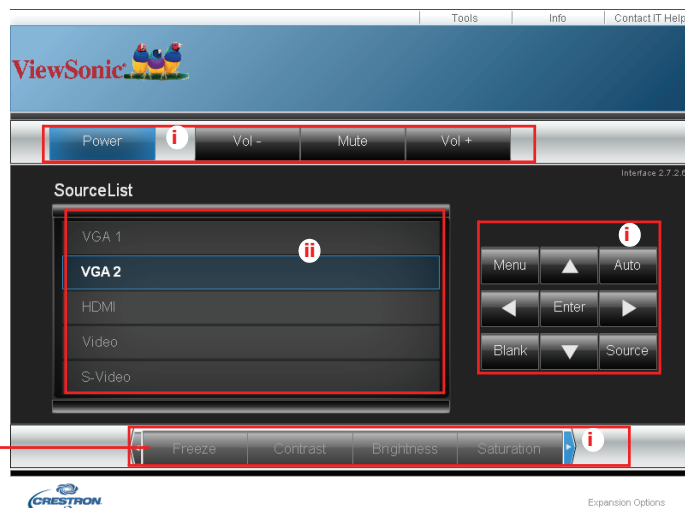 Tools Info Contact IT Help
ViewSonic
Power i Vol - Mute Vol +
Interface 2.7.2.6
SourceList
VGA 1
ii
VGA 2
HDMI
Video
S-Video
i
Menu Auto
Enter
Blank Source
Freeze Contrast Brightness Saturation i
CRESTRON
Expansion Options